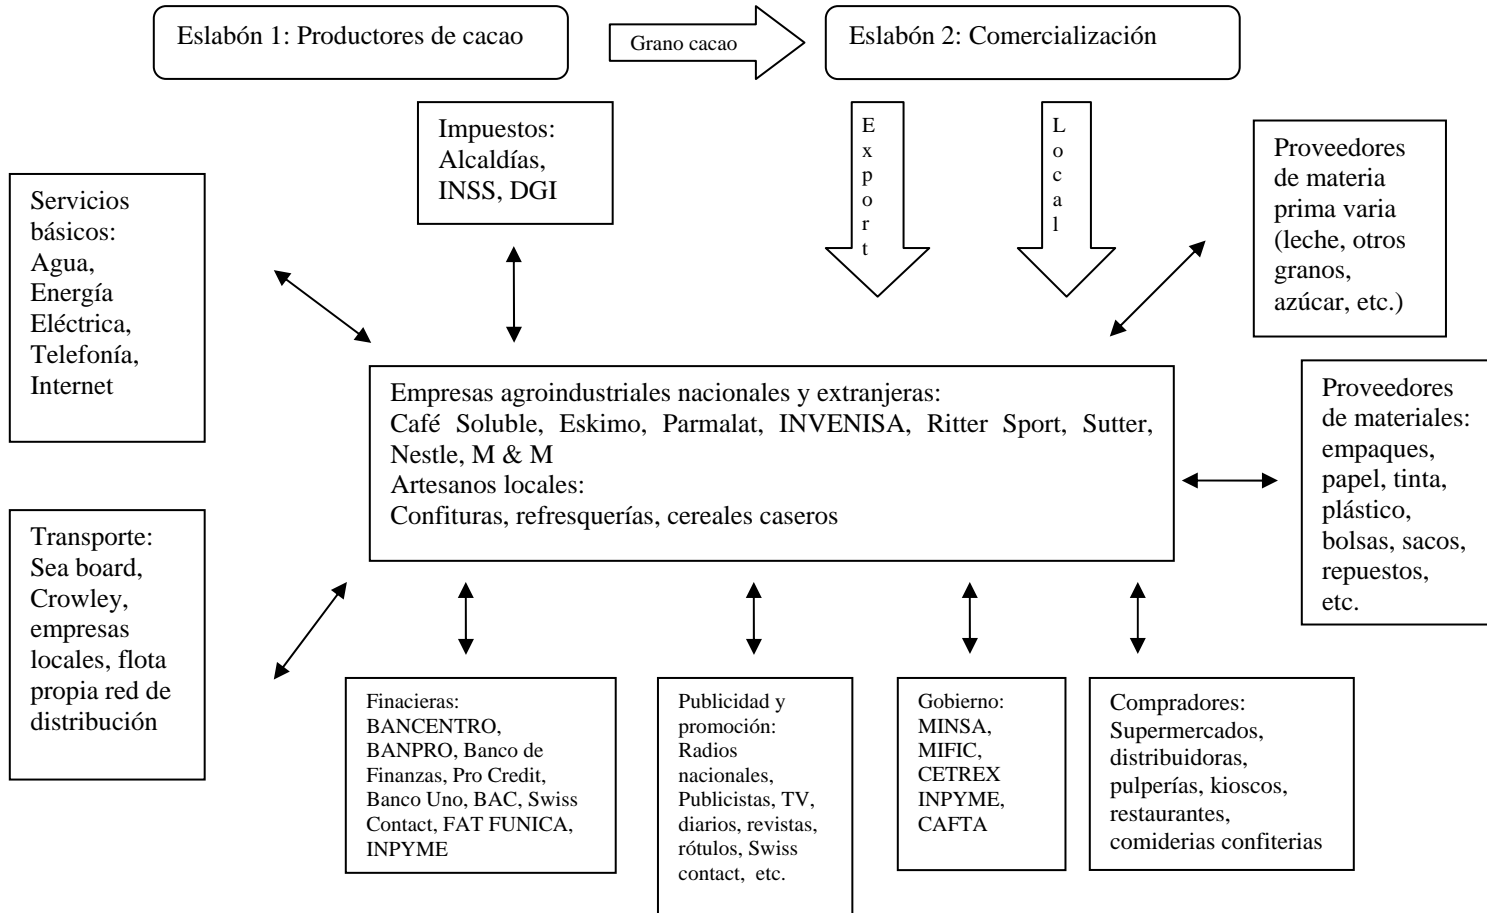 Eslabón 1: Productores de cacao
Grano cacao
Eslabón 2: Comercialización
Export
Local
Impuestos:
Alcaldías,
INSS, DGI
Servicios
básicos:
Agua,
Energía
Eléctrica,
Telefonía,
Internet
Proveedores
de materia
prima varia
(leche, otros
granos,
azúcar, etc.)
Empresas agroindustriales nacionales y extranjeras:
Café Soluble, Eskimo, Parmalat, INVENISA, Ritter Sport, Sutter,
Nestle, M & M
Artesanos locales:
Confituras, refresquerías, cereales caseros
Proveedores
de materiales:
empaques,
papel, tinta,
plástico,
bolsas, sacos,
repuestos,
etc.
Transporte:
Sea board,
Crowley,
empresas
locales, flota
propia red de
distribución
Finacieras:
BANCENTRO,
BANPRO, Banco de
Finanzas, Pro Credit,
Banco Uno, BAC, Swiss
Contact, FAT FUNICA,
INPYME
Publicidad y
promoción:
Radios
nacionales,
Publicistas, TV,
diarios, revistas,
rótulos, Swiss
contact, etc.
Gobierno:
MINSA,
MIFIC,
CETREX
INPYME,
CAFTA
Compradores:
Supermercados,
distribuidoras,
pulperías, kioscos,
restaurantes,
comiderias confiterias